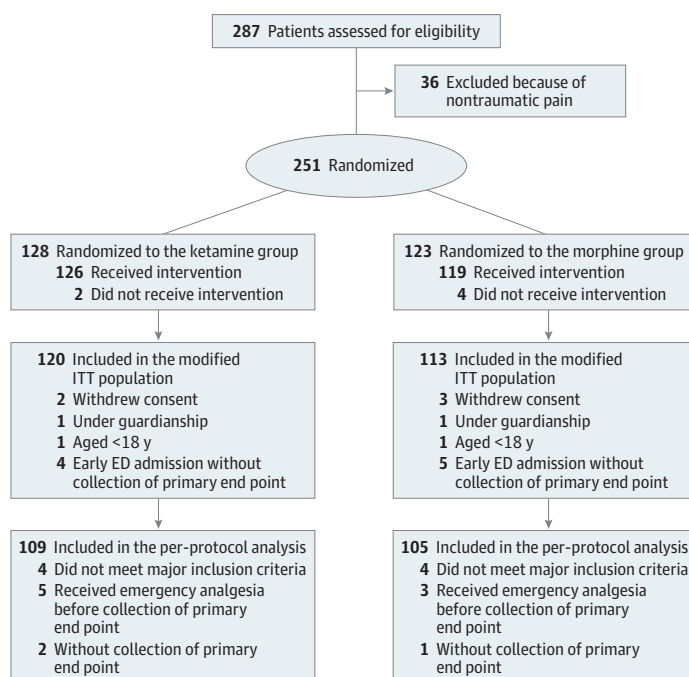 287 Patients assessed for eligibility
36 Excluded because of
nontraumatic pain
251 Randomized
128 Randomized to the ketamine group
126 Received intervention
2 Did not receive intervention
123 Randomized to the morphine group
119 Received intervention
4 Did not receive intervention
120 Included in the modified
ITT population
2 Withdrew consent
1 Under guardianship
1 Aged <18 y
4 Early ED admission without
collection of primary end point
113 Included in the modified
ITT population
3 Withdrew consent
1 Under guardianship
1 Aged <18 y
5 Early ED admission without
collection of primary end point
109 Included in the per-protocol analysis
4 Did not meet major inclusion criteria
5 Received emergency analgesia
before collection of primary
end point
2 Without collection of primary
end point
105 Included in the per-protocol analysis
4 Did not meet major inclusion criteria
3 Received emergency analgesia
before collection of primary
end point
1 Without collection of primary
end point